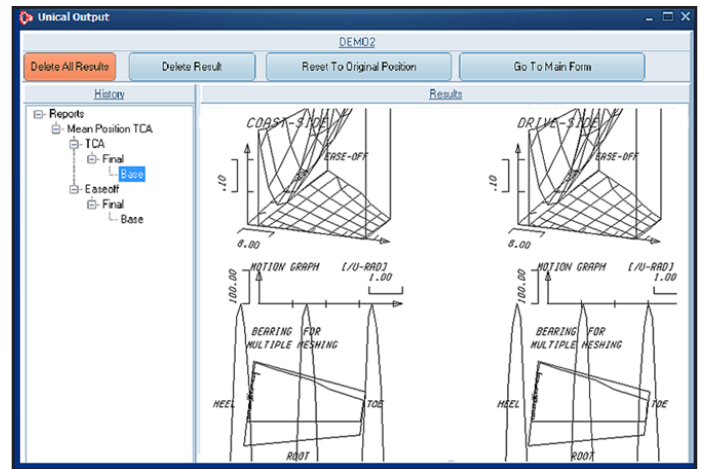 Unical Output
DEMO2
Delete All Results Delete Result Reset To Original Position Go To Main Form
History Results
Reports
Mean Position TCA
TCA
Final
Base
Easeoff
Final
Base
COAST-SIDE
EASE-OFF
.10
8.00
MOTION GRAPH [/U-RAD]
1.00
100.00
BEARING FOR
MULTIPLE MESHING
HEEL
TOE
ROOT
DRIVE-SIDE
EASE-OFF
.10
8.00
MOTION GRAPH [/U-RAD]
1.00
100.00
BEARING FOR
MULTIPLE MESHING
HEEL
TOE
ROOT